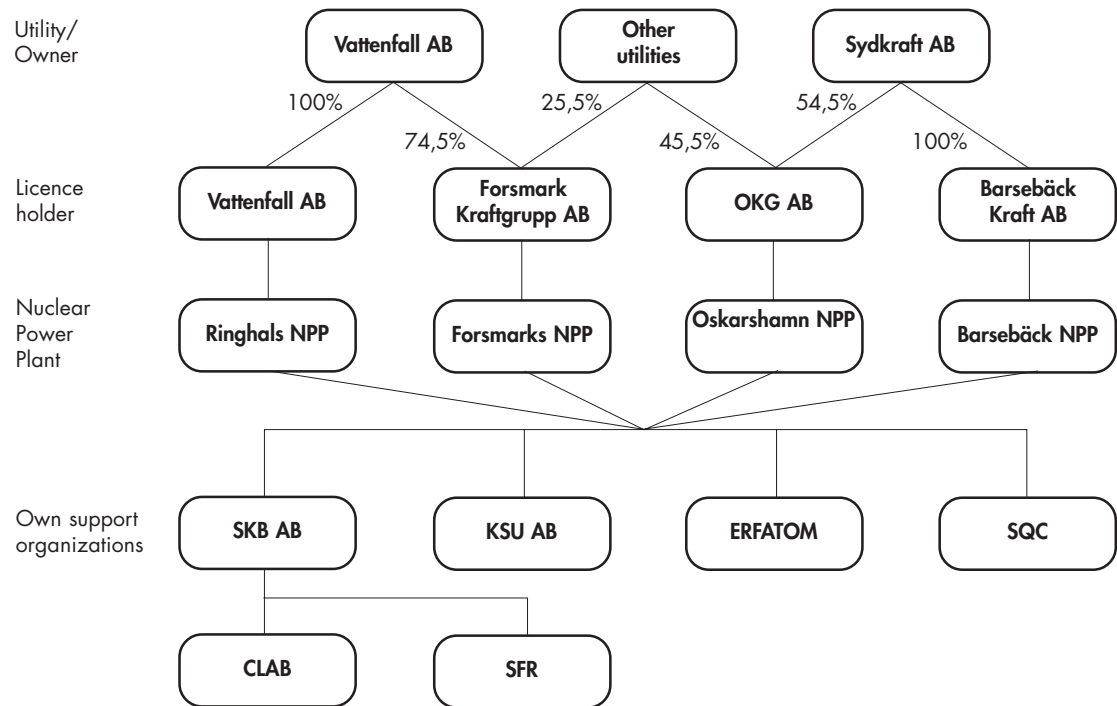 Utility/
Owner
Vattenfall AB
Other
utilities
Sydkraft AB
100%
25,5%
54,5%
74,5%
45,5%
100%
Licence
holder
Vattenfall AB
Forsmark
Kraftgrupp AB
OKG AB
Barsebäck
Kraft AB
Nuclear
Power
Plant
Ringhals NPP
Forsmarks NPP
Oskarshamn NPP
Barsebäck NPP
Own support
organizations
SKB AB
KSU AB
ERFATOM
SQC
CLAB
SFR